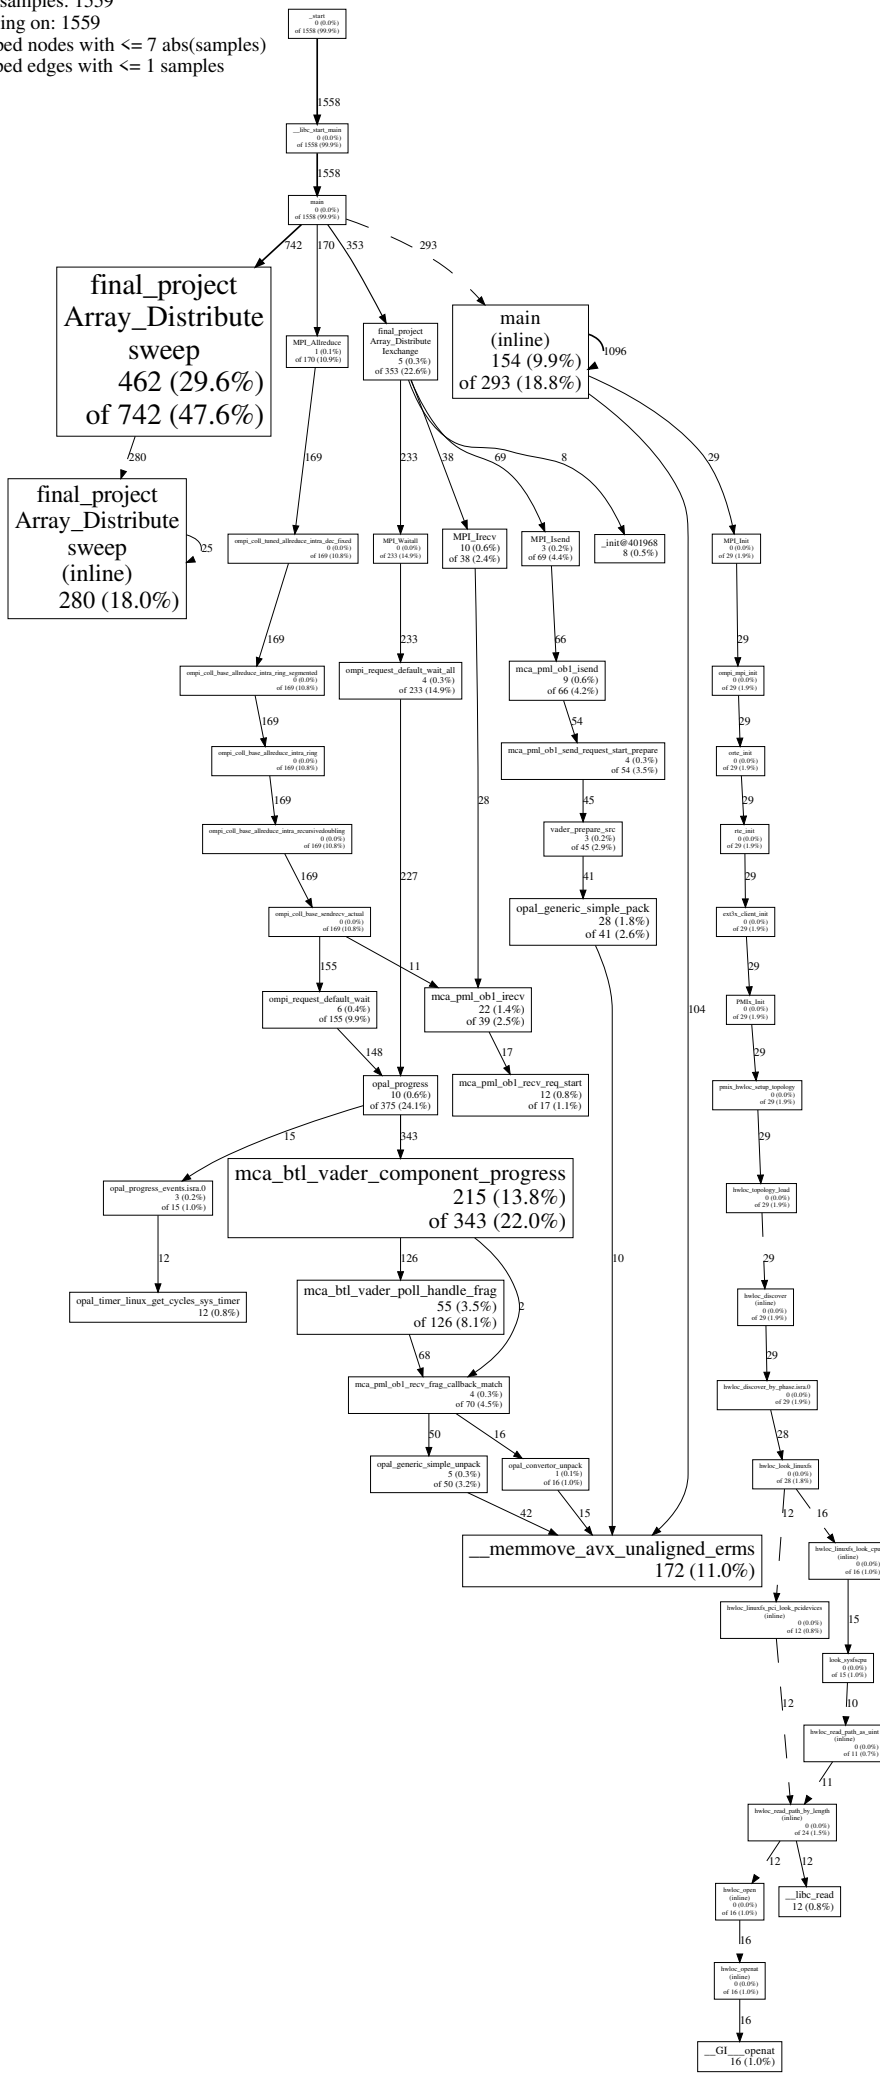 samples: 1559
ing on: 1559
ped nodes with <= 7 abs(samples)
ped edges with <= 1 samples
_start
0 (0.0%)
of 1558 (99.9%)
1558
__libc_start_main
0 (0.0%)
of 1558 (99.9%)
1558
main
0 (0.0%)
of 1558 (99.9%)
742
170
353
293
final_project
Array_Distribute
sweep
462 (29.6%)
of 742 (47.6%)
MPI_Allreduce
1 (0.1%)
of 170 (10.9%)
final_project
Array_Distribute
Iexchange
5 (0.3%)
of 353 (22.6%)
main
(inline)
154 (9.9%)
of 293 (18.8%)
1096
280
169
233
38
69
8
29
final_project
Array_Distribute
sweep
(inline)
280 (18.0%)
25
ompi_coll_tuned_allreduce_intra_dec_fixed
0 (0.0%)
of 169 (10.8%)
MPI_Waitall
0 (0.0%)
of 233 (14.9%)
MPI_Irecv
10 (0.6%)
of 38 (2.4%)
MPI_Isend
3 (0.2%)
of 69 (4.4%)
_init@401968
8 (0.5%)
MPI_Init
0 (0.0%)
of 29 (1.9%)
169
233
66
29
ompi_coll_base_allreduce_intra_ring_segmented
0 (0.0%)
of 169 (10.8%)
ompi_request_default_wait_all
4 (0.3%)
of 233 (14.9%)
mca_pml_ob1_isend
9 (0.6%)
of 66 (4.2%)
ompi_mpi_init
0 (0.0%)
of 29 (1.9%)
169
54
29
ompi_coll_base_allreduce_intra_ring
0 (0.0%)
of 169 (10.8%)
mca_pml_ob1_send_request_start_prepare
4 (0.3%)
of 54 (3.5%)
orte_init
0 (0.0%)
of 29 (1.9%)
169
28
45
29
ompi_coll_base_allreduce_intra_recursivedoubling
0 (0.0%)
of 169 (10.8%)
vader_prepare_src
3 (0.2%)
of 45 (2.9%)
rte_init
0 (0.0%)
of 29 (1.9%)
169
227
41
29
ompi_coll_base_sendrecv_actual
0 (0.0%)
of 169 (10.8%)
opal_generic_simple_pack
28 (1.8%)
of 41 (2.6%)
ext3x_client_init
0 (0.0%)
of 29 (1.9%)
155
11
29
ompi_request_default_wait
6 (0.4%)
of 155 (9.9%)
mca_pml_ob1_irecv
22 (1.4%)
of 39 (2.5%)
104
PMIx_Init
0 (0.0%)
of 29 (1.9%)
148
17
29
opal_progress
10 (0.6%)
of 375 (24.1%)
mca_pml_ob1_recv_req_start
12 (0.8%)
of 17 (1.1%)
pmix_hwloc_setup_topology
0 (0.0%)
of 29 (1.9%)
15
343
29
opal_progress_events.isra.0
3 (0.2%)
of 15 (1.0%)
mca_btl_vader_component_progress
215 (13.8%)
of 343 (22.0%)
hwloc_topology_load
0 (0.0%)
of 29 (1.9%)
12
126
10
29
opal_timer_linux_get_cycles_sys_timer
12 (0.8%)
mca_btl_vader_poll_handle_frag
55 (3.5%)
of 126 (8.1%)
2
hwloc_discover
(inline)
0 (0.0%)
of 29 (1.9%)
68
29
mca_pml_ob1_recv_frag_callback_match
4 (0.3%)
of 70 (4.5%)
hwloc_discover_by_phase.isra.0
0 (0.0%)
of 29 (1.9%)
50
16
28
opal_generic_simple_unpack
5 (0.3%)
of 50 (3.2%)
opal_convertor_unpack
1 (0.1%)
of 16 (1.0%)
hwloc_look_linuxfs
0 (0.0%)
of 28 (1.8%)
42
15
12
16
__memmove_avx_unaligned_erms
172 (11.0%)
hwloc_linuxfs_look_cpu
(inline)
0 (0.0%)
of 16 (1.0%)
hwloc_linuxfs_pci_look_pcidevices
(inline)
0 (0.0%)
of 12 (0.8%)
15
look_sysfscpu
0 (0.0%)
of 15 (1.0%)
12
10
hwloc_read_path_as_uint
(inline)
0 (0.0%)
of 11 (0.7%)
11
hwloc_read_path_by_length
(inline)
0 (0.0%)
of 24 (1.5%)
12
12
hwloc_open
(inline)
0 (0.0%)
of 16 (1.0%)
__libc_read
12 (0.8%)
16
hwloc_openat
(inline)
0 (0.0%)
of 16 (1.0%)
16
__GI___openat
16 (1.0%)